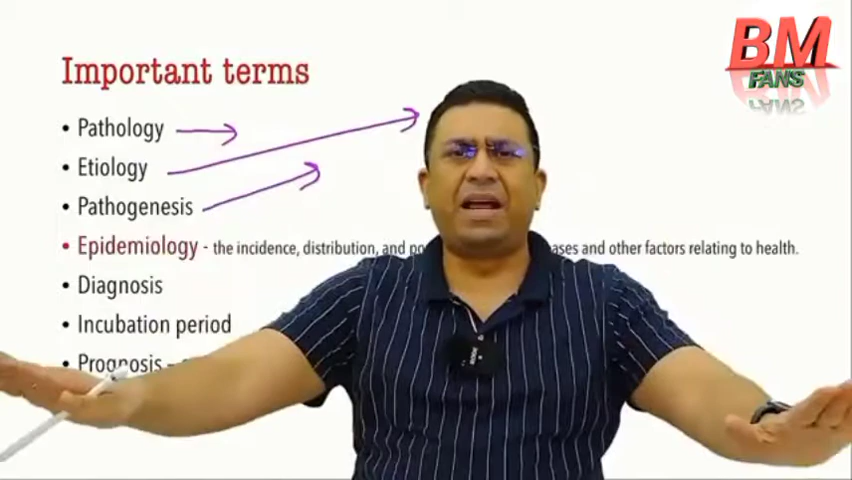 BM
FANS
Important terms
• Pathology
• Etiology
• Pathogenesis
• Epidemiology - the incidence, distribution, and ases and other factors relating to health.
• Diagnosis
• Incubation period
• Prognosis –
RODE